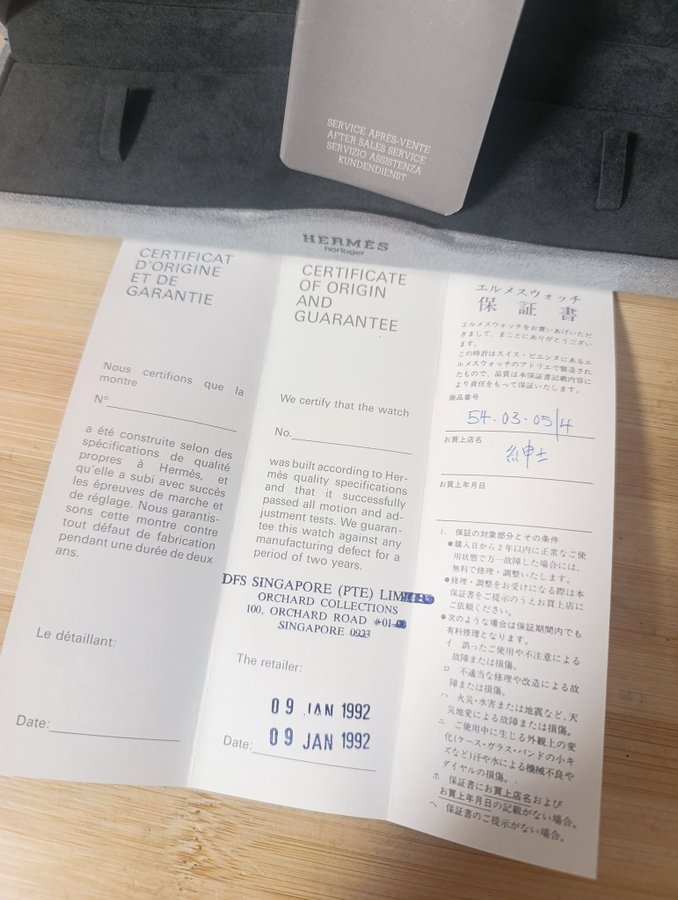 SERVICE APRÈS-VENTE
AFTER SALES SERVICE
SERVIZIO ASSISTENZA
KUNDENDIENST
HERMÈS
horloger
CERTIFICAT
D'ORIGINE
ET DE
GARANTIE
Nous certifions que la
montre
N°
a été construite selon des
spécifications de qualité
propres à Hermès, et
qu'elle a subi avec succès
les épreuves de marche et
de réglage. Nous garantis-
sons cette montre contre
tout défaut de fabrication
pendant une durée de deux
ans.
Le détaillant:
Date:
CERTIFICATE
OF ORIGIN
AND
GUARANTEE
We certify that the watch
No.
was built according to Her-
mès quality specifications
and that it successfully
passed all motion and ad-
justment tests. We guaran-
tee this watch against any
manufacturing defect for a
period of two years.
DFS SINGAPORE (PTE) LIMITED
ORCHARD COLLECTIONS
100, ORCHARD ROAD #01-
SINGAPORE 0923
The retailer:
09 JAN 1992
Date: 09 JAN 1992
エルメスウォッチ
保証書
エルメスウォッチをお買いあげいただ
きまして、まことにありがとうござい
ます。
この時計はスイス・ビエンヌにあるエ
ルメスウォッチのアトリエで製造され
たもので、品質は本保証書記載内容に
より責任をもって保証いたします。
商品番号
54.03.05/4
お買上店名
紳士
お買上年月日
1. 保証の対象部分とその条件
●購入日から2年以内に正常なご使
用状態で万一故障した場合には、
無料で修理・調整いたします。
●修理・調整をお受けになる際は本
保証書をご提示のうえお買上店に
ご依頼ください。
●次のような場合は保証期間内でも
有料修理となります。
イ 誤ったご使用や不注意による
故障または損傷。
ロ 不適当な修理や改造による故
障または損傷。
ハ 火災・水害または地震など、天
災地変による故障または損傷。
ニ ご使用中に生じる外観上の変
化(ケース・ガラス・バンドの小キ
ズなど)汗や水による機械不良や
ダイヤルの損傷。
ホ 保証書にお買上店名および
お買上年月日の記載がない場合。
ヘ 保証書のご提示がない場合。